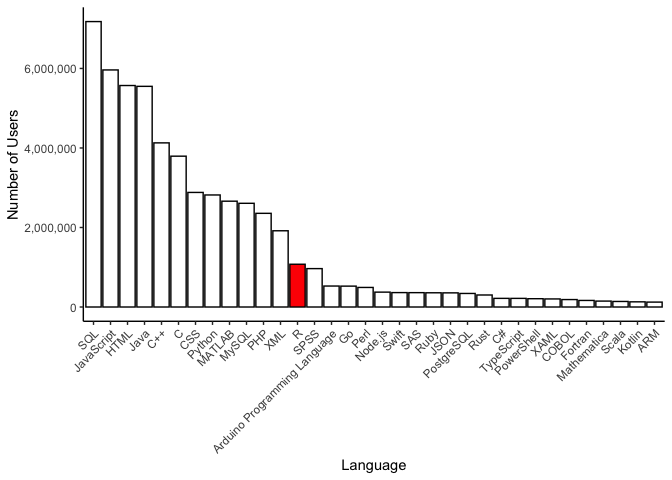 Number of Users
6,000,000
4,000,000
2,000,000
0
SQL
JavaScript
HTML
Java
C++
C
CSS
Python
MATLAB
MySQL
PHP
XML
R
SPSS
Arduino Programming Language
Go
Perl
Node.js
Swift
SAS
Ruby
JSON
PostgreSQL
Rust
C#
TypeScript
PowerShell
XAML
COBOL
Fortran
Mathematica
Scala
Kotlin
ARM
Language